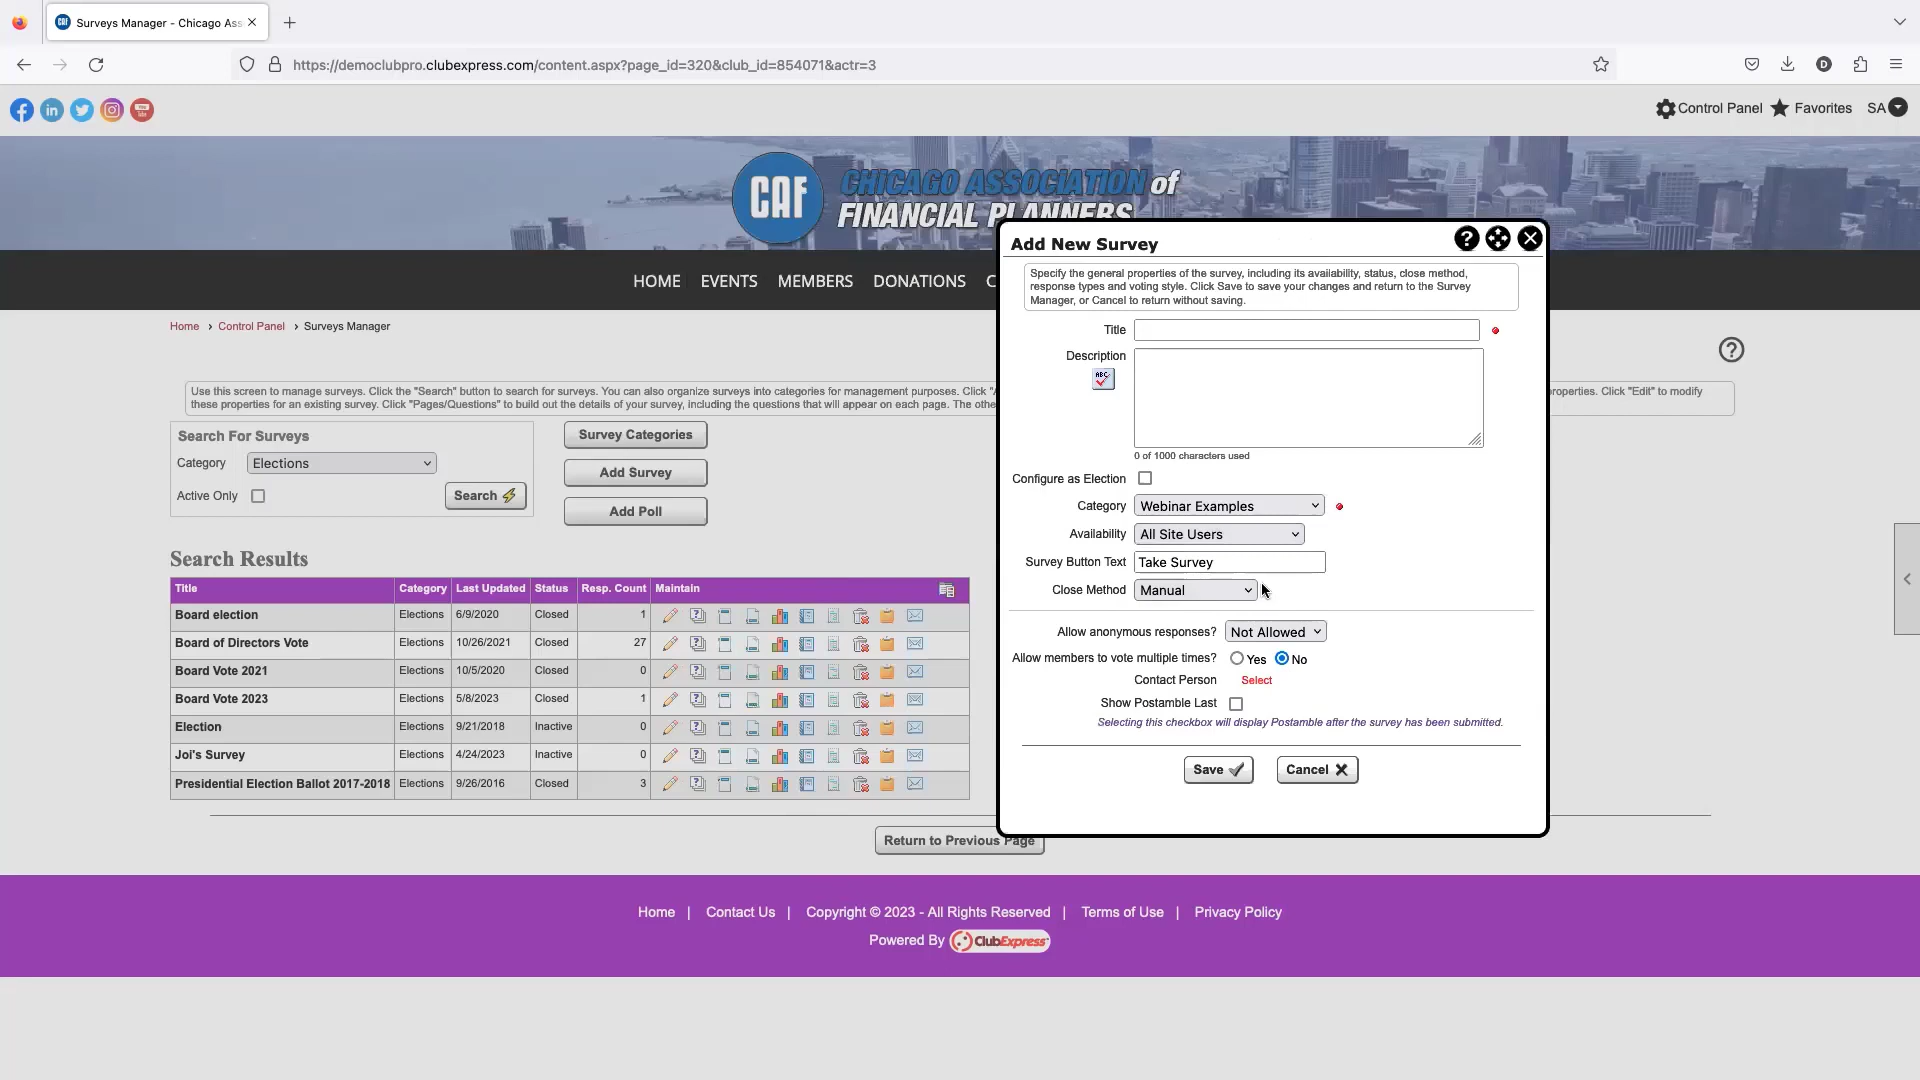 Surveys Manager - Chicago Ass
https://democlubpro.clubexpress.com/content.aspx?page_id=320&club_id=854071&actr=3
Control Panel Favorites SA
CAF CHICAGO ASSOCIATION of
FINANCIAL PLANNERS
HOME EVENTS MEMBERS DONATIONS C
Home › Control Panel › Surveys Manager
Use this screen to manage surveys. Click the "Search" button to search for surveys. You can also organize surveys into categories for management purposes. Click "A
roperties. Click "Edit" to modify
these properties for an existing survey. Click "Pages/Questions" to build out the details of your survey, including the questions that will appear on each page. The othe
Search For Surveys
Category Elections
Active Only
Search
Survey Categories
Add Survey
Add Poll
Search Results
Title Category Last Updated Status Resp. Count Maintain
Board election Elections 6/9/2020 Closed 1
Board of Directors Vote Elections 10/26/2021 Closed 27
Board Vote 2021 Elections 10/5/2020 Closed 0
Board Vote 2023 Elections 5/8/2023 Closed 1
Election Elections 9/21/2018 Inactive 0
Joi's Survey Elections 4/24/2023 Inactive 0
Presidential Election Ballot 2017-2018 Elections 9/26/2016 Closed 3
Return to Previous Page
Add New Survey
Specify the general properties of the survey, including its availability, status, close method,
response types and voting style. Click Save to save your changes and return to the Survey
Manager, or Cancel to return without saving.
Title
Description
ABC
0 of 1000 characters used
Configure as Election
Category Webinar Examples
Availability All Site Users
Survey Button Text Take Survey
Close Method Manual
Allow anonymous responses? Not Allowed
Allow members to vote multiple times? Yes No
Contact Person Select
Show Postamble Last
Selecting this checkbox will display Postamble after the survey has been submitted.
Save Cancel
Home | Contact Us | Copyright © 2023 - All Rights Reserved | Terms of Use | Privacy Policy
Powered By ClubExpress